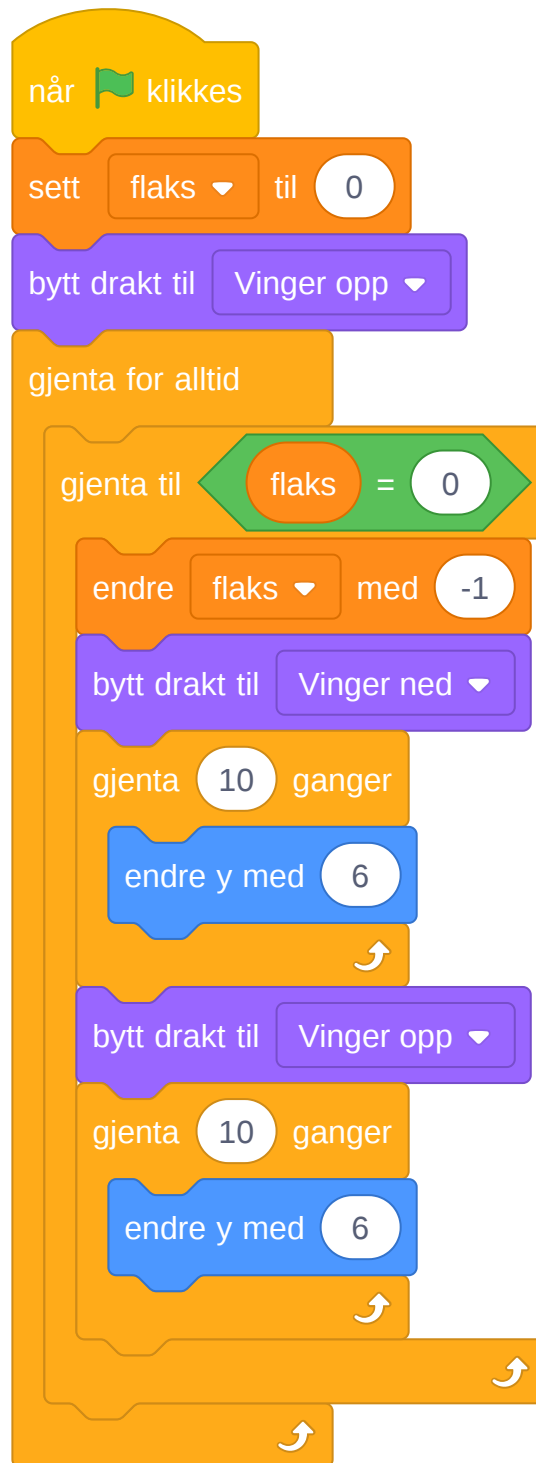 når klikkes
sett flaks til 0
bytt drakt til Vinger opp
gjenta for alltid
gjenta til flaks = 0
endre flaks med -1
bytt drakt til Vinger ned
gjenta 10 ganger
endre y med 6
bytt drakt til Vinger opp
gjenta 10 ganger
endre y med 6